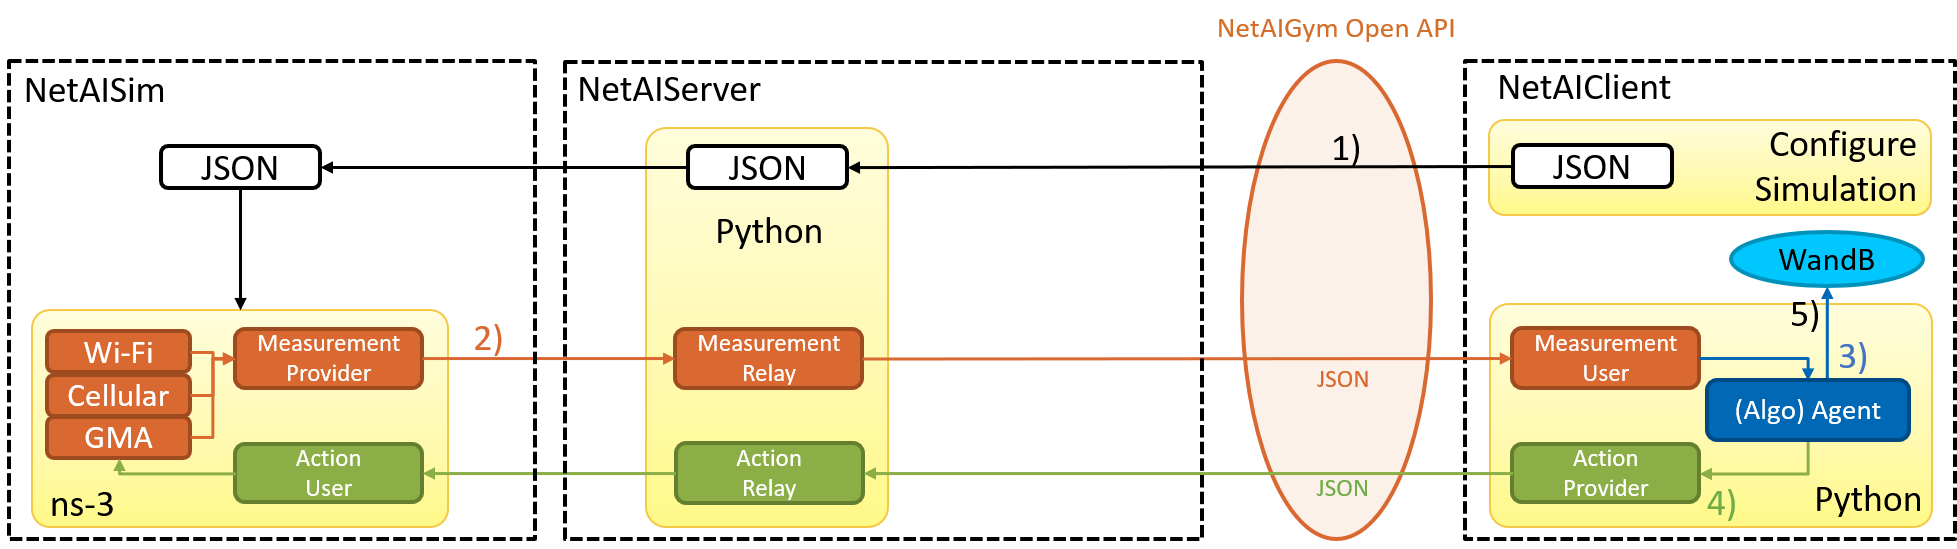 NetAIGym Open API
NetAISim
NetAIServer
NetAIClient
JSON
JSON
1)
JSON
Configure
Simulation
Python
WandB
5)
Wi-Fi
Cellular
GMA
Measurement
Provider
2)
Measurement
Relay
JSON
Measurement
User
3)
(Algo) Agent
Action
User
ns-3
Action
Relay
JSON
Action
Provider
4)
Python